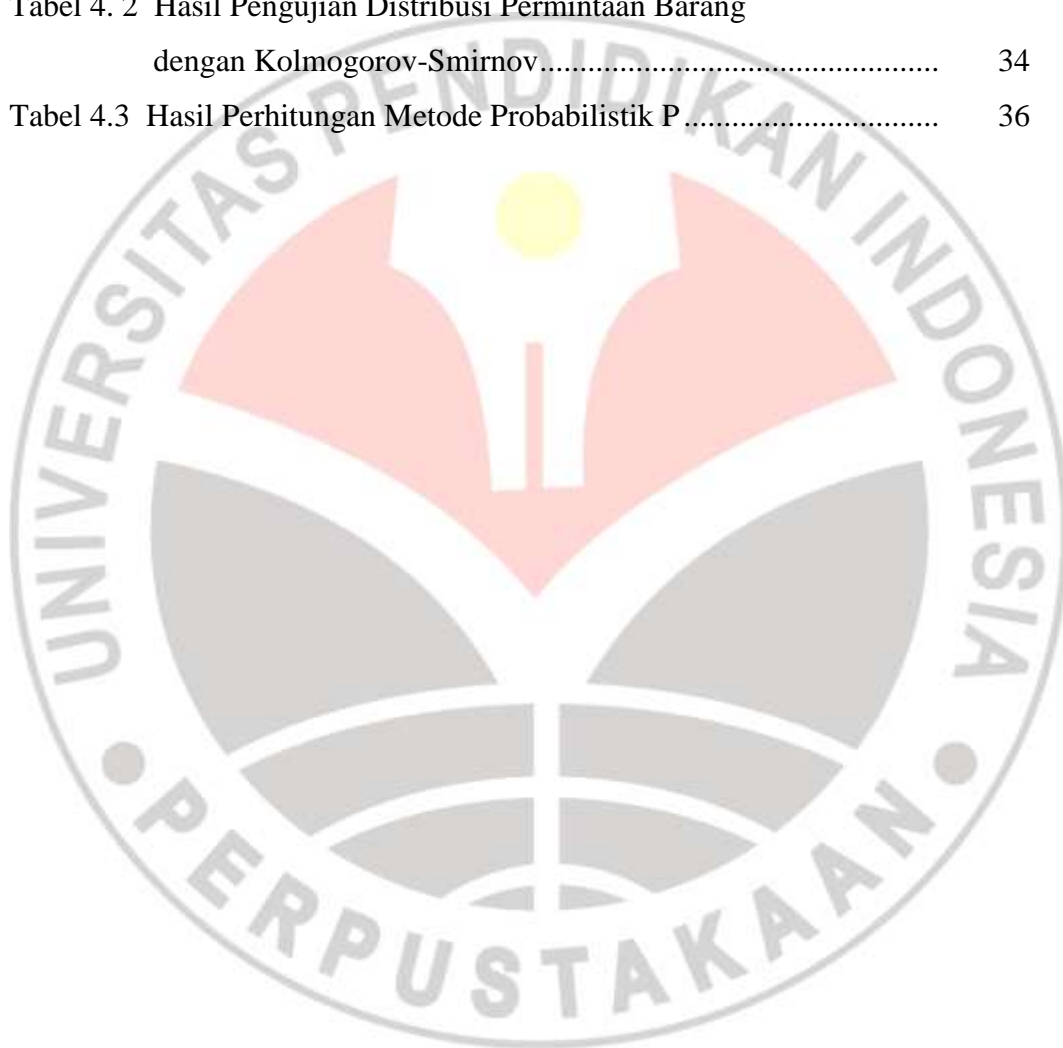 Tabel 4. 2 Hasil Pengujian Distribusi Permintaan Barang
dengan Kolmogorov-Smirnov............................................. 34
Tabel 4.3 Hasil Perhitungan Metode Probabilistik P............................. 36
UNIVERSITAS PENDIDIKAN INDONESIA
PERPUSTAKAAN